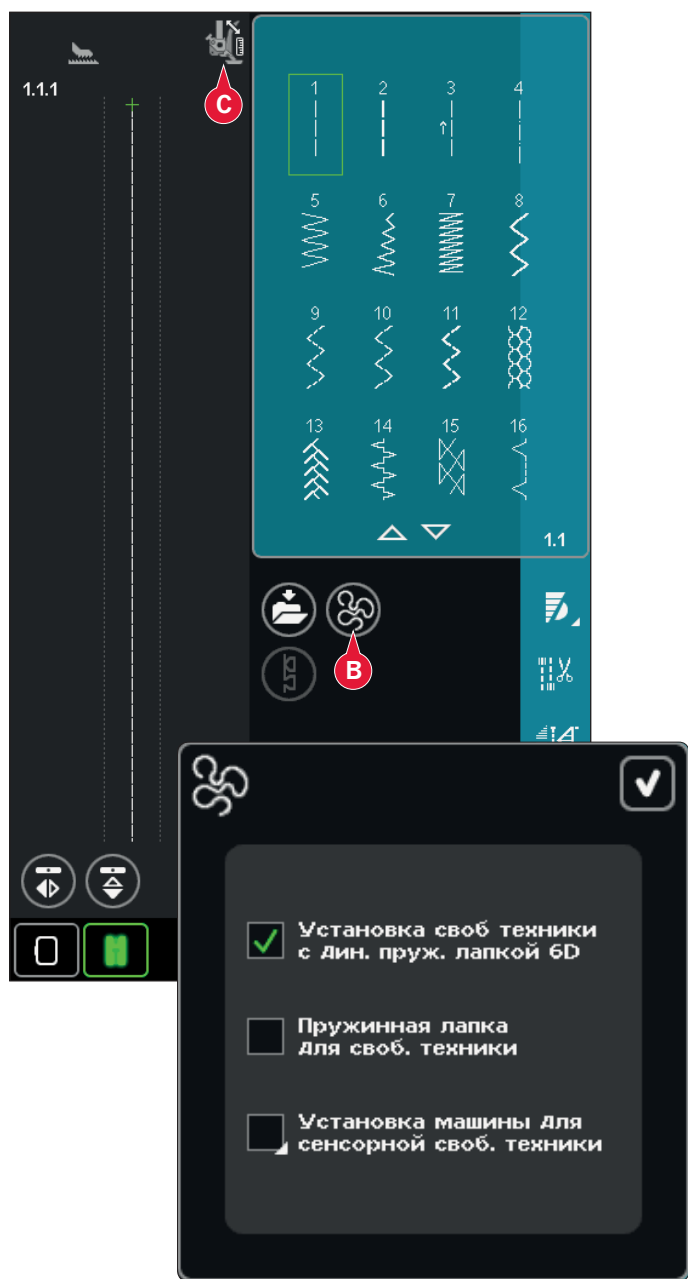 1.1.1
C
1 2 3 4
5 6 7 8
9 10 11 12
13 14 15 16
1.1
B
Установка своб техники
с дин. пруж. лапкой 6D
Пружинная лапка
для своб. техники
Установка машины для
сенсорной своб. техники